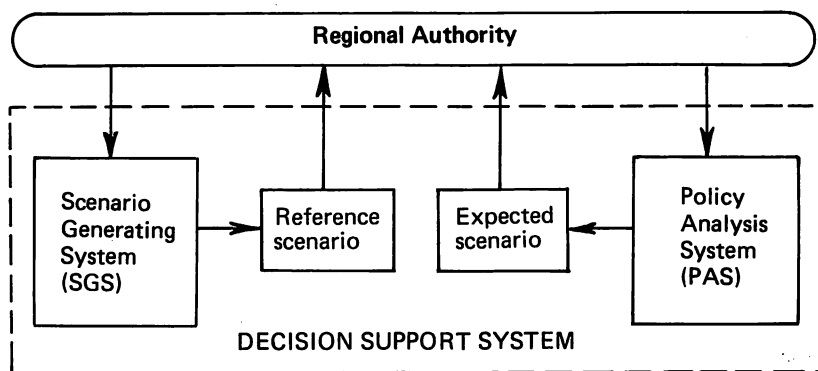 Regional Authority
Scenario
Generating
System
(SGS)
Reference
scenario
Expected
scenario
Policy
Analysis
System
(PAS)
DECISION SUPPORT SYSTEM